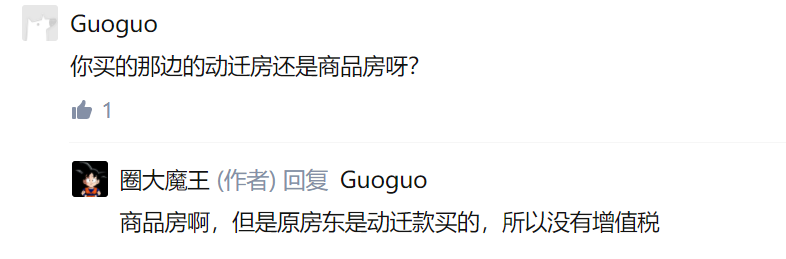 Guoguo
你买的那边的动迁房还是商品房呀？
1
圈大魔王 (作者) 回复 Guoguo
商品房啊，但是原房东是动迁款买的，所以没有增值税